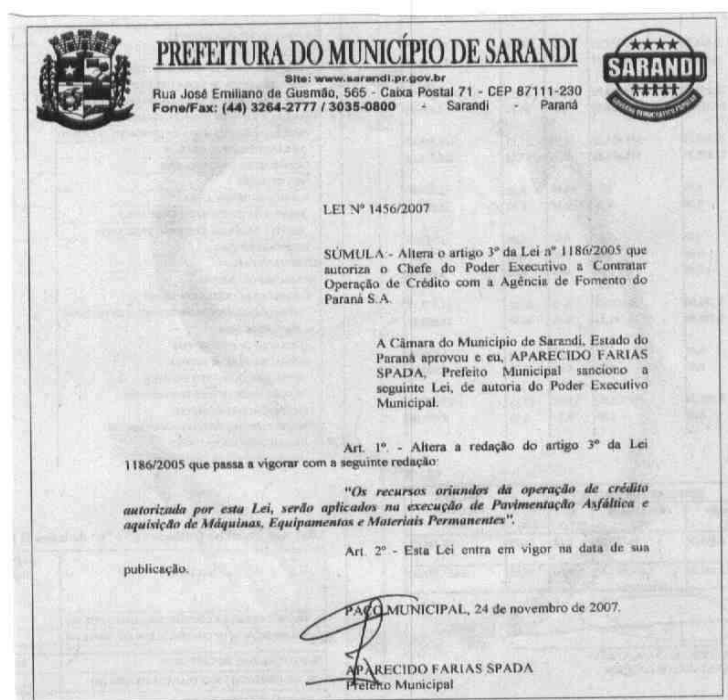 PREFEITURA DO MUNICÍPIO DE SARANDI
Site: www.sarandi.pr.gov.br
Rua José Emiliano de Gusmão, 565 - Caixa Postal 71 - CEP 87111-230
Fone/Fax: (44) 3264-2777 / 3035-0800 - Sarandi - Paraná
SARANDI
GOVERNO DEMOCRÁTICO E POPULAR
LEI Nº 1456/2007
SÚMULA:- Altera o artigo 3º da Lei nº 1186/2005 que
autoriza o Chefe do Poder Executivo a Contratar
Operação de Crédito com a Agência de Fomento do
Paraná S.A.
A Câmara do Município de Sarandi, Estado do
Paraná aprovou e eu, APARECIDO FARIAS
SPADA, Prefeito Municipal sanciono a
seguinte Lei, de autoria do Poder Executivo
Municipal.
Art. 1º. - Altera a redação do artigo 3º da Lei
1186/2005 que passa a vigorar com a seguinte redação:
"Os recursos oriundos da operação de crédito
autorizada por esta Lei, serão aplicados na execução de Pavimentação Asfáltica e
aquisição de Máquinas, Equipamentos e Materiais Permanentes".
Art. 2º - Esta Lei entra em vigor na data de sua
publicação.
PAÇO MUNICIPAL, 24 de novembro de 2007.
APARECIDO FARIAS SPADA
Prefeito Municipal